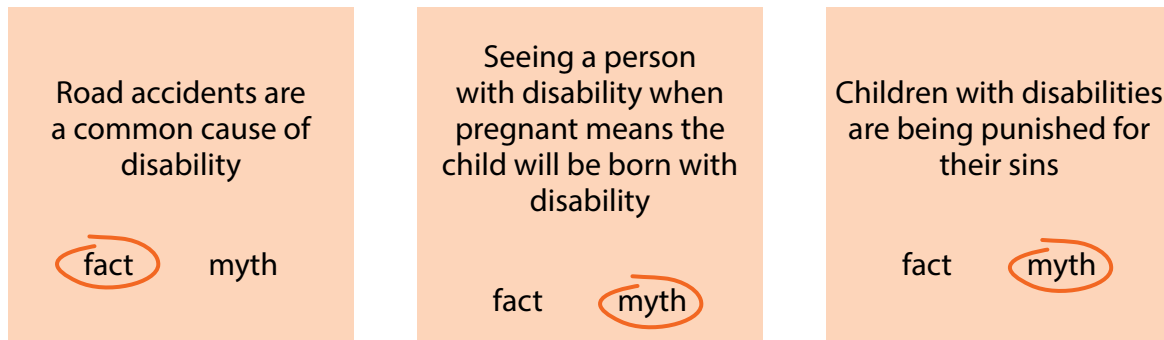 Road accidents are
a common cause of
disability
fact myth
Seeing a person
with disability when
pregnant means the
child will be born with
disability
fact myth
Children with disabilities
are being punished for
their sins
fact myth